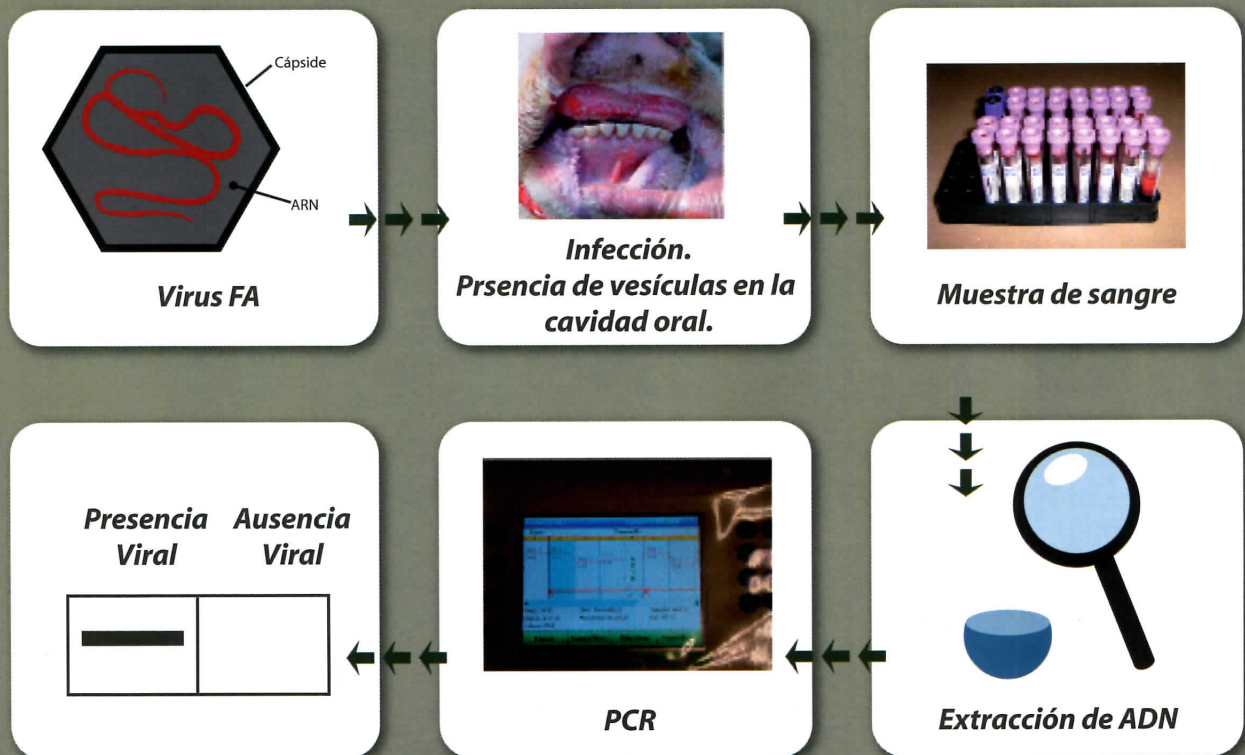 Cápside
ARN
Virus FA
Infección.
Prsencia de vesículas en la
cavidad oral.
Muestra de sangre
Presencia
Viral
Ausencia
Viral
PCR
Extracción de ADN